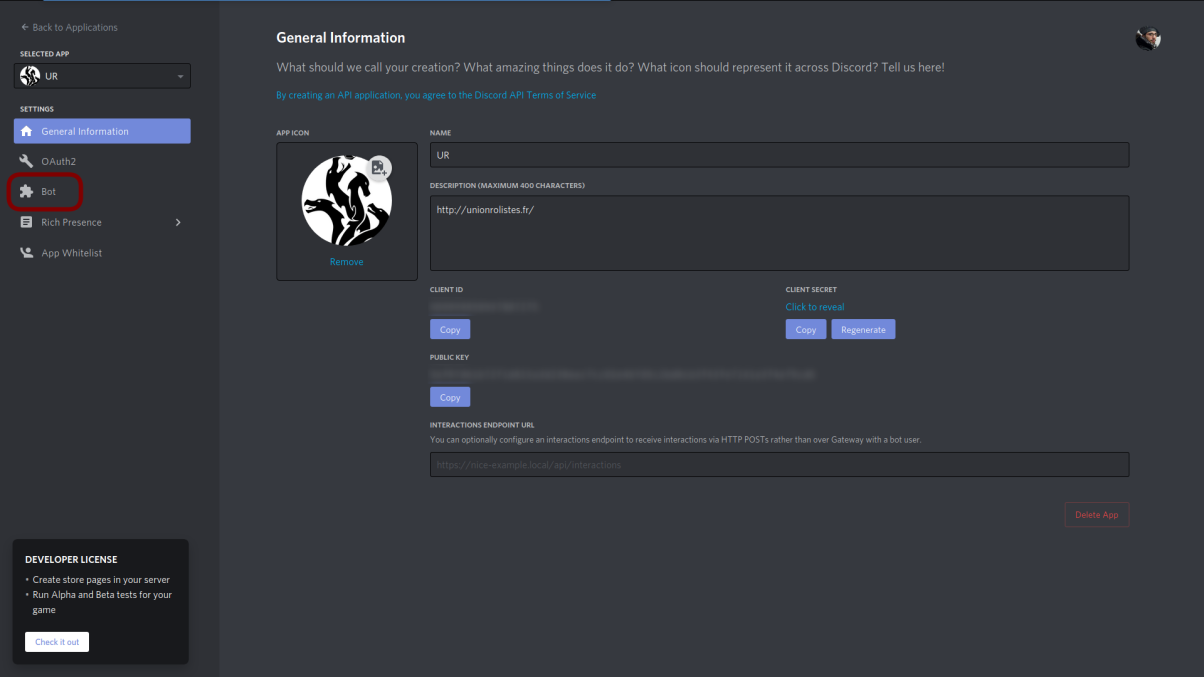 Back to Applications
SELECTED APP
UR
SETTINGS
General Information
OAuth2
Bot
Rich Presence
App Whitelist
DEVELOPER LICENSE
• Create store pages in your server
• Run Alpha and Beta tests for your
game
Check it out
General Information
What should we call your creation? What amazing things does it do? What icon should represent it across Discord? Tell us here!
By creating an API application, you agree to the Discord API Terms of Service
APP ICON
Remove
NAME
UR
DESCRIPTION (MAXIMUM 400 CHARACTERS)
http://unionrolistes.fr/
CLIENT ID
Copy
CLIENT SECRET
Click to reveal
Copy Regenerate
PUBLIC KEY
Copy
INTERACTIONS ENDPOINT URL
You can optionally configure an interactions endpoint to receive interactions via HTTP POSTs rather than over Gateway with a bot user.
https://nice-example.local/api/interactions
Delete App